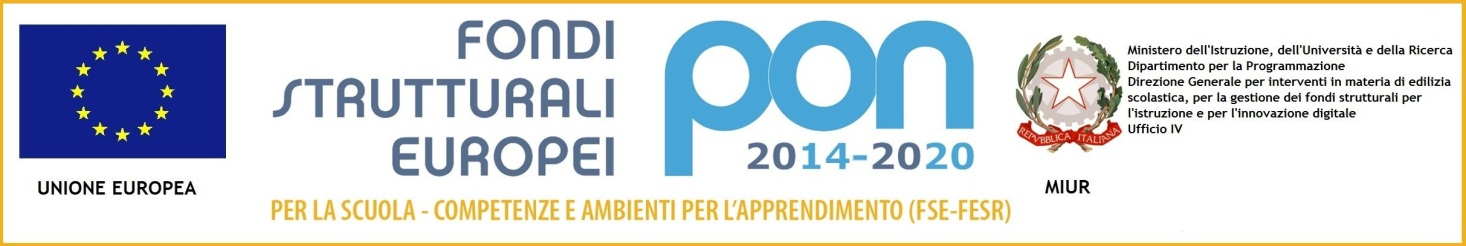 UNIONE EUROPEA
FONDI
STRUTTURALI
EUROPEI
pon
2014-2020
PER LA SCUOLA - COMPETENZE E AMBIENTI PER L'APPRENDIMENTO (FSE-FESR)
REPVBBLICA ITALIANA
MIUR
Ministero dell'Istruzione, dell'Università e della Ricerca
Dipartimento per la Programmazione
Direzione Generale per interventi in materia di edilizia
scolastica, per la gestione dei fondi strutturali per
l'istruzione e per l'innovazione digitale
Ufficio IV